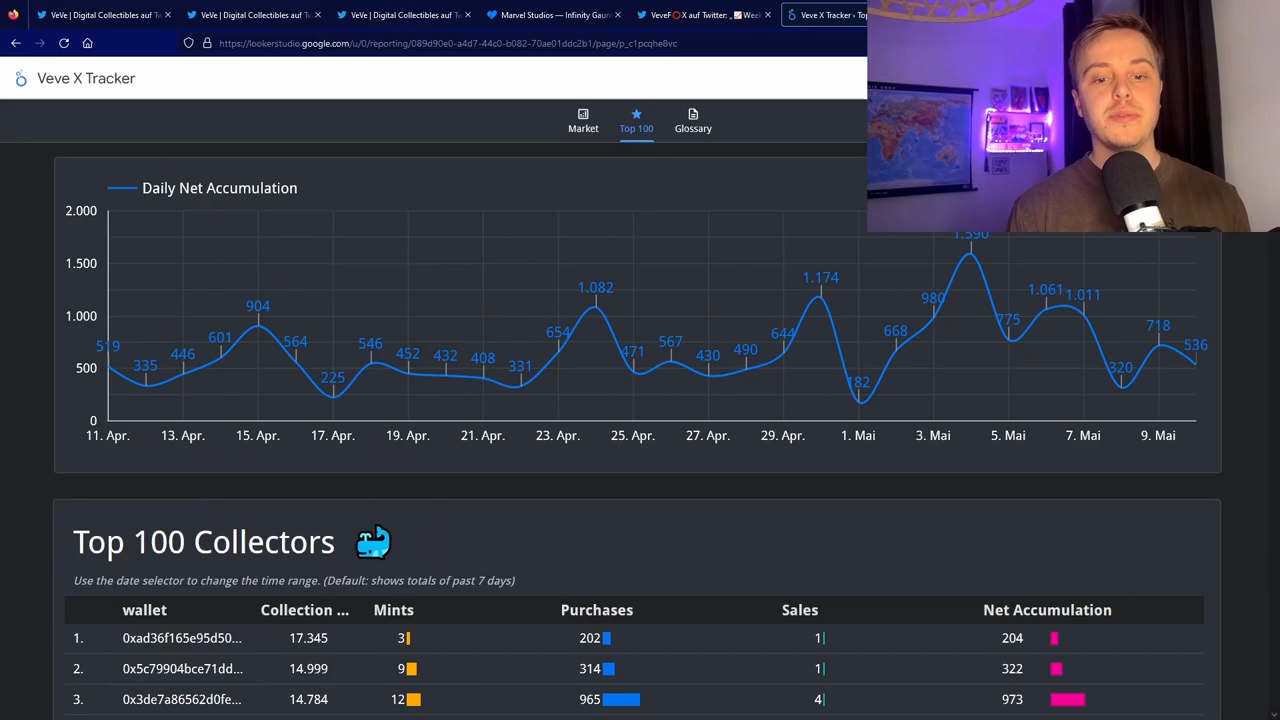 VeVe | Digital Collectibles auf Tw
VeVe | Digital Collectibles auf Tw
VeVe | Digital Collectibles auf Tw
Marvel Studios — Infinity Gaun
VeveF⭕X auf Twitter: „📈Week
Veve X Tracker › Top
https://lookerstudio.google.com/u/0/reporting/089d90e0-a4d7-44c0-b082-70ae01ddc2b1/page/p_c1pcqhe8vc
Veve X Tracker
Market
Top 100
Glossary
Daily Net Accumulation
2.000
1.500
1.000
500
0
519
335
446
601
904
564
225
546
452
432
408
331
654
1.082
471
567
430
490
644
1.174
182
668
980
1.590
775
1.061
1.011
320
718
536
11. Apr.
13. Apr.
15. Apr.
17. Apr.
19. Apr.
21. Apr.
23. Apr.
25. Apr.
27. Apr.
29. Apr.
1. Mai
3. Mai
5. Mai
7. Mai
9. Mai
Top 100 Collectors
Use the date selector to change the time range. (Default: shows totals of past 7 days)
wallet Collection ... Mints Purchases Sales Net Accumulation
1. 0xad36f165e95d50... 17.345 3 202 1 204
2. 0x5c79904bce71dd... 14.999 9 314 1 322
3. 0x3de7a86562d0fe... 14.784 12 965 4 973